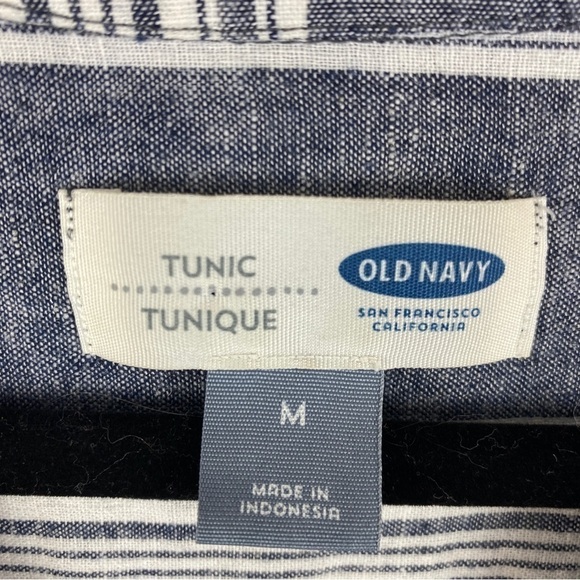 TUNIC
TUNIQUE
OLD NAVY
SAN FRANCISCO
CALIFORNIA
M
MADE IN
INDONESIA